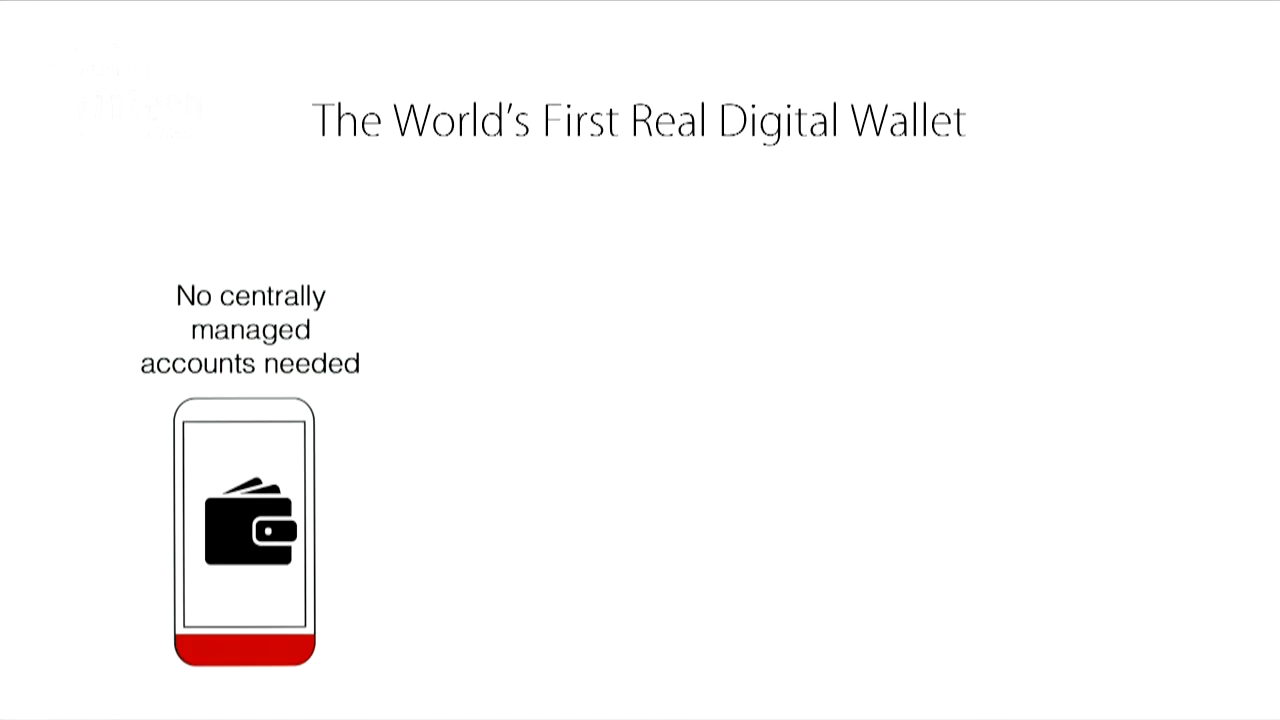 The World's First Real Digital Wallet
No centrally
managed
accounts needed